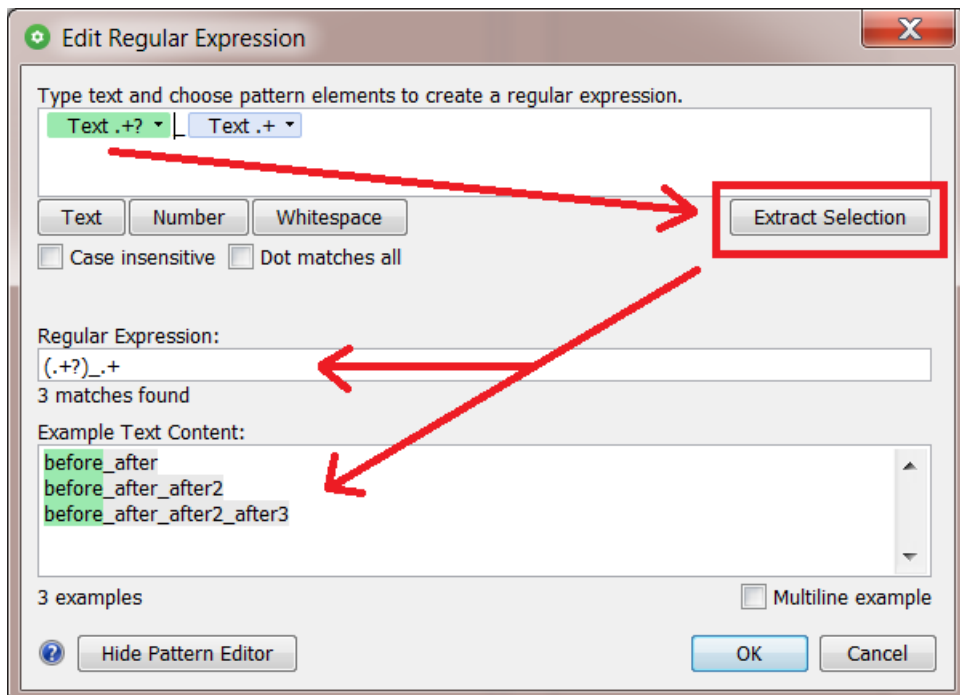 Edit Regular Expression
X
Type text and choose pattern elements to create a regular expression.
Text .+? _ Text .+
Text Number Whitespace Extract Selection
Case insensitive Dot matches all
Regular Expression:
(.+?)_.+
3 matches found
Example Text Content:
before_after
before_after_after2
before_after_after2_after3
3 examples Multiline example
? Hide Pattern Editor OK Cancel